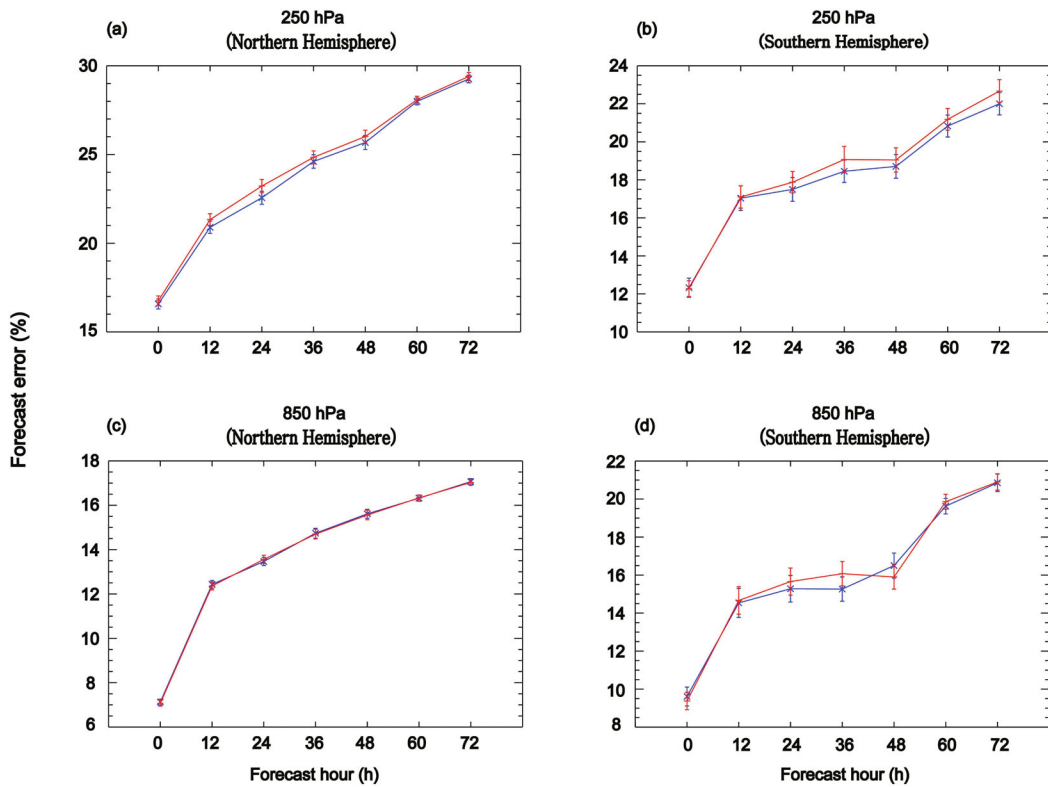 (a)
250 hPa
(Northern Hemisphere)
30
25
20
15
0 12 24 36 48 60 72
(b)
250 hPa
(Southern Hemisphere)
24
22
20
18
16
14
12
10
0 12 24 36 48 60 72
Forecast error (%)
(c)
850 hPa
(Northern Hemisphere)
18
16
14
12
10
8
6
0 12 24 36 48 60 72
Forecast hour (h)
(d)
850 hPa
(Southern Hemisphere)
22
20
18
16
14
12
10
8
0 12 24 36 48 60 72
Forecast hour (h)